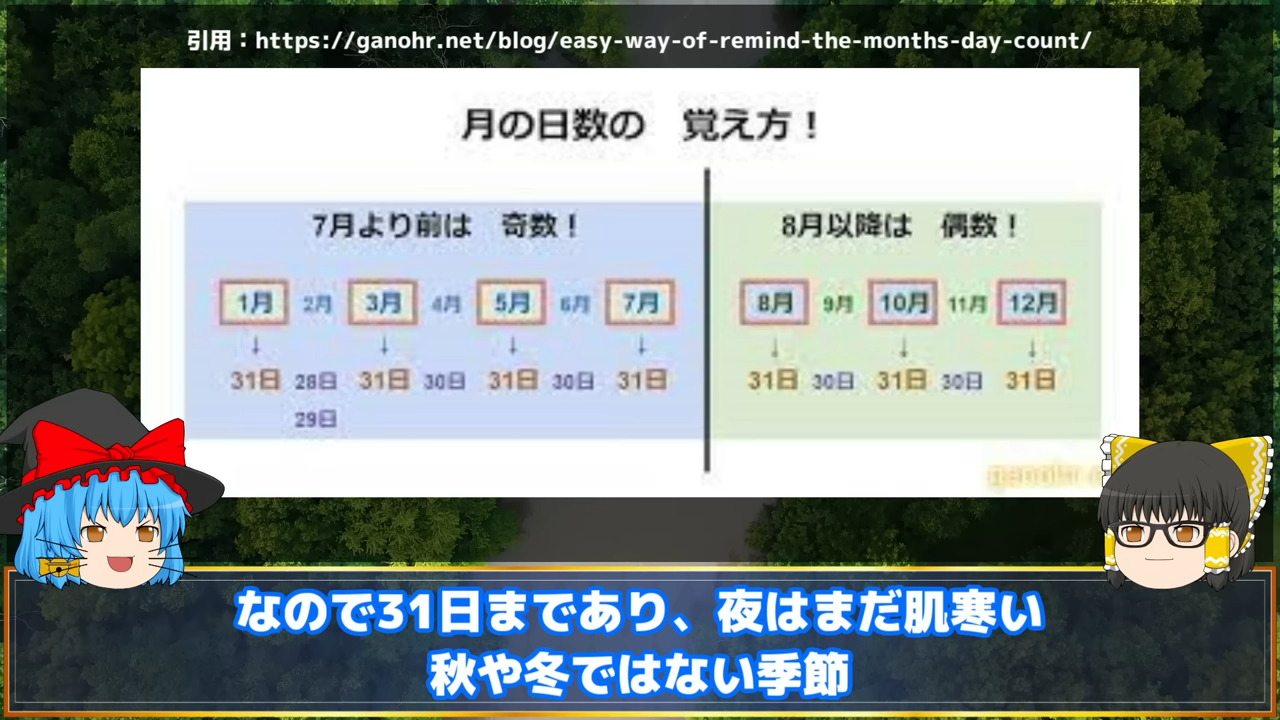 引用：https://ganohr.net/blog/easy-way-of-remind-the-months-day-count/
月の日数の 覚え方！
7月より前は 奇数！
8月以降は 偶数！
1月 2月 3月 4月 5月 6月 7月
8月 9月 10月 11月 12月
↓ ↓ ↓ ↓
↓ ↓ ↓
31日 28日 31日 30日 31日 30日 31日
31日 30日 31日 30日 31日
29日
なので31日まであり、夜はまだ肌寒い
秋や冬ではない季節